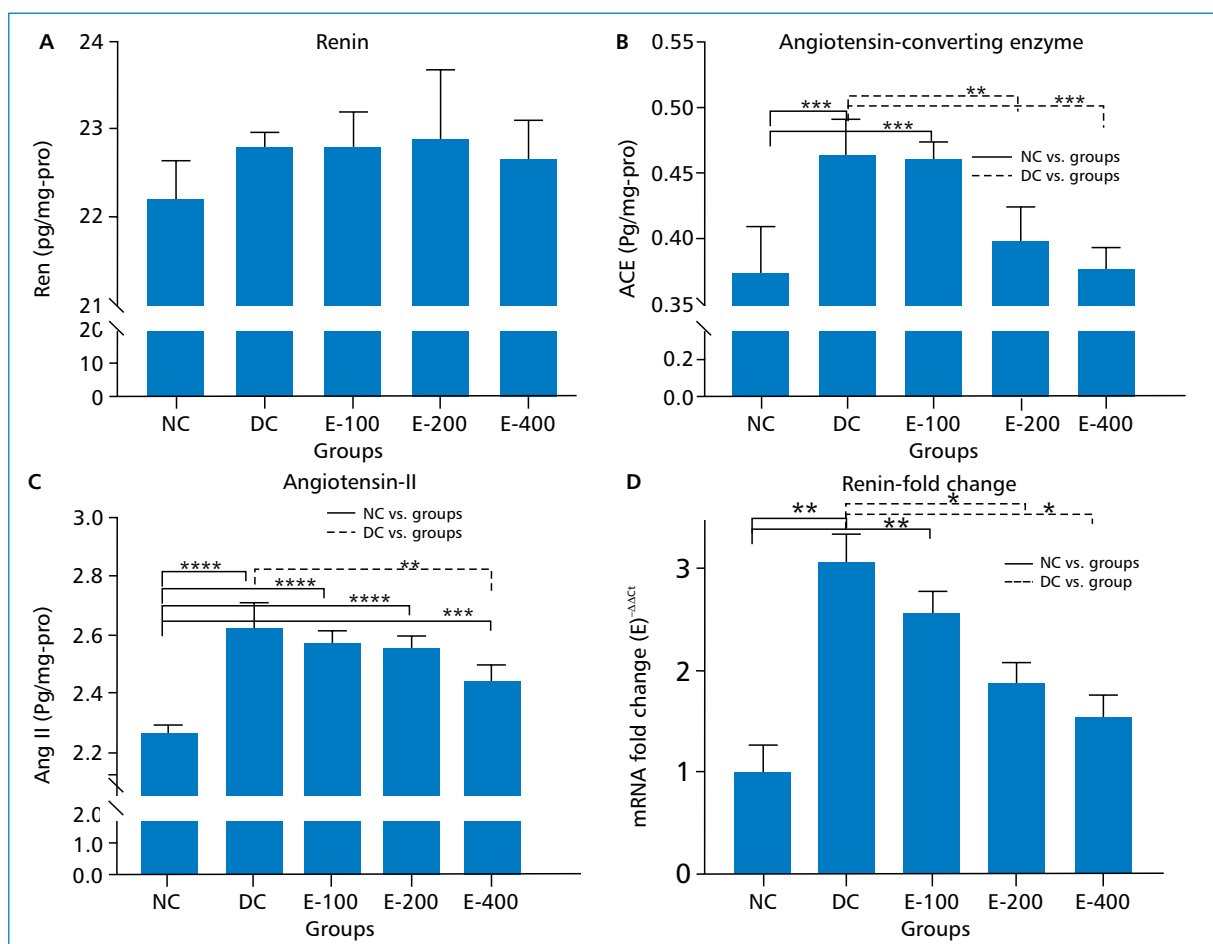 A
Renin
Ren (pg/mg-pro)
24
23
22
21
20
10
0
NC DC E-100 E-200 E-400
Groups
B
Angiotensin-converting enzyme
ACE (Pg/mg-pro)
0.55
0.50
0.45
0.40
0.35
0.2
0.0
*** ** ***
***
NC vs. groups
DC vs. groups
NC DC E-100 E-200 E-400
Groups
C
Angiotensin-II
NC vs. groups
DC vs. groups
Ang II (Pg/mg-pro)
3.0
2.8
2.6
2.4
2.2
2.0
1.0
0.0
**** **
****
****
***
NC DC E-100 E-200 E-400
Groups
D
Renin-fold change
mRNA fold change (E)⁻ΔΔCt
3
2
1
0
** * *
**
NC vs. groups
DC vs. group
NC DC E-100 E-200 E-400
Groups